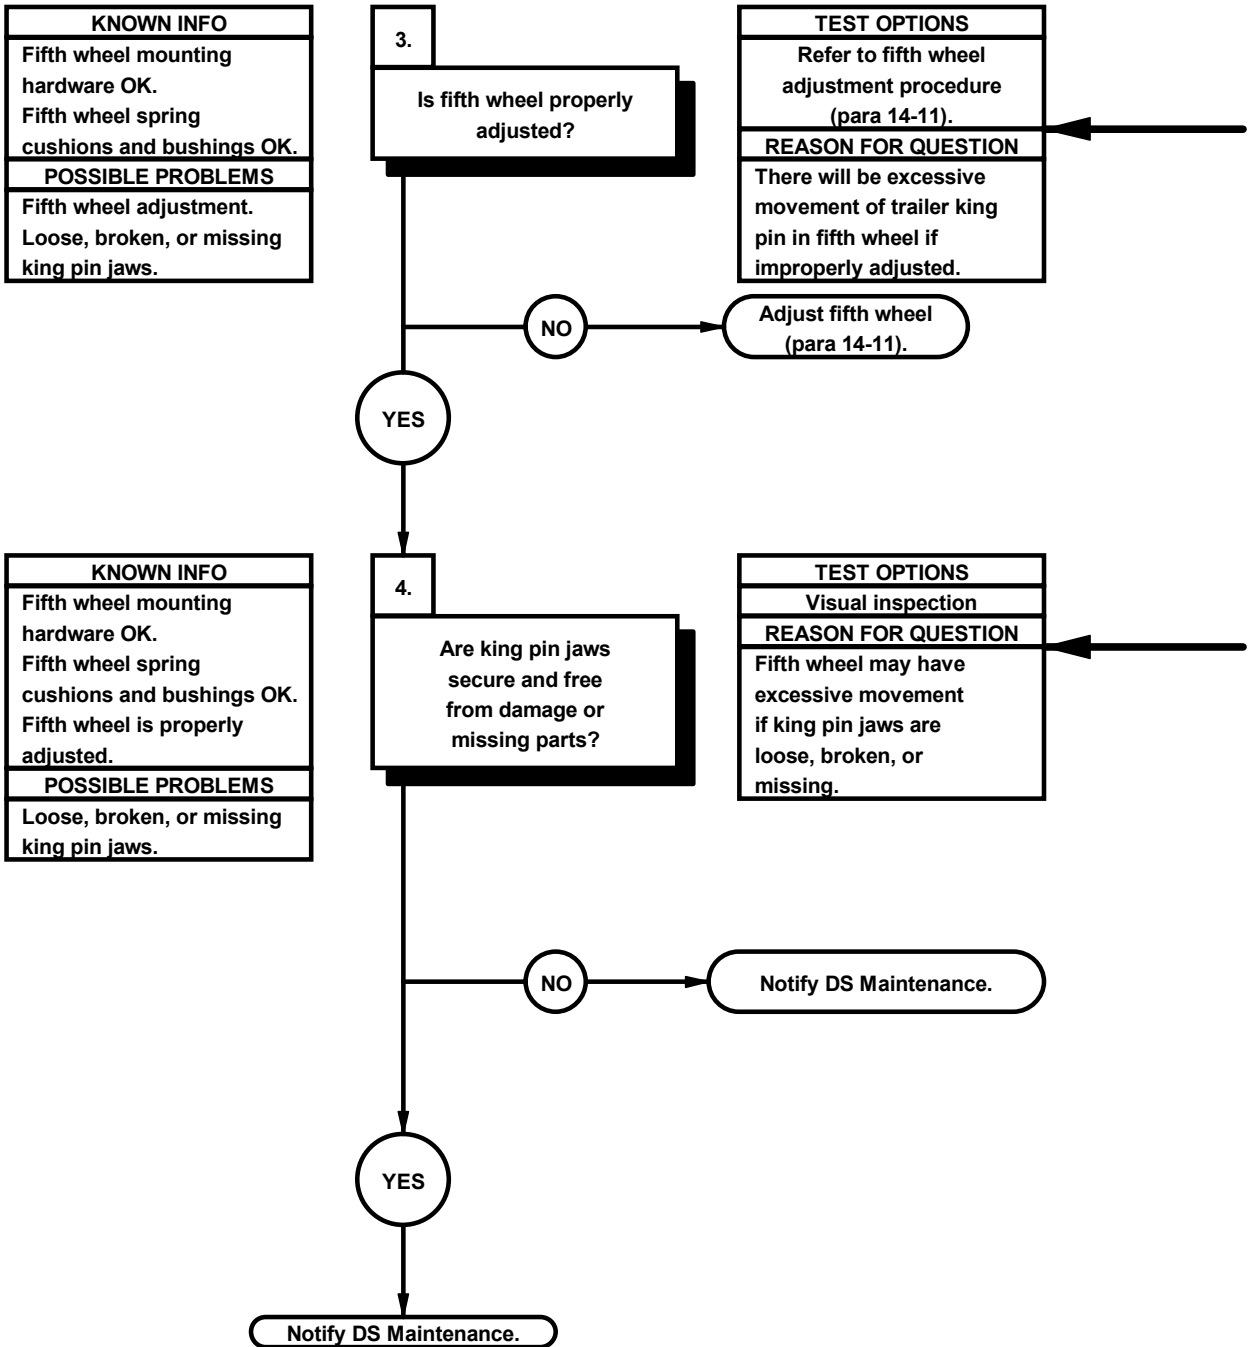 KNOWN INFO
Fifth wheel mounting
hardware OK.
Fifth wheel spring
cushions and bushings OK.
POSSIBLE PROBLEMS
Fifth wheel adjustment.
Loose, broken, or missing
king pin jaws.
3.
Is fifth wheel properly
adjusted?
TEST OPTIONS
Refer to fifth wheel
adjustment procedure
(para 14-11).
REASON FOR QUESTION
There will be excessive
movement of trailer king
pin in fifth wheel if
improperly adjusted.
NO
Adjust fifth wheel
(para 14-11).
YES
KNOWN INFO
Fifth wheel mounting
hardware OK.
Fifth wheel spring
cushions and bushings OK.
Fifth wheel is properly
adjusted.
POSSIBLE PROBLEMS
Loose, broken, or missing
king pin jaws.
4.
Are king pin jaws
secure and free
from damage or
missing parts?
TEST OPTIONS
Visual inspection
REASON FOR QUESTION
Fifth wheel may have
excessive movement
if king pin jaws are
loose, broken, or
missing.
NO
Notify DS Maintenance.
YES
Notify DS Maintenance.